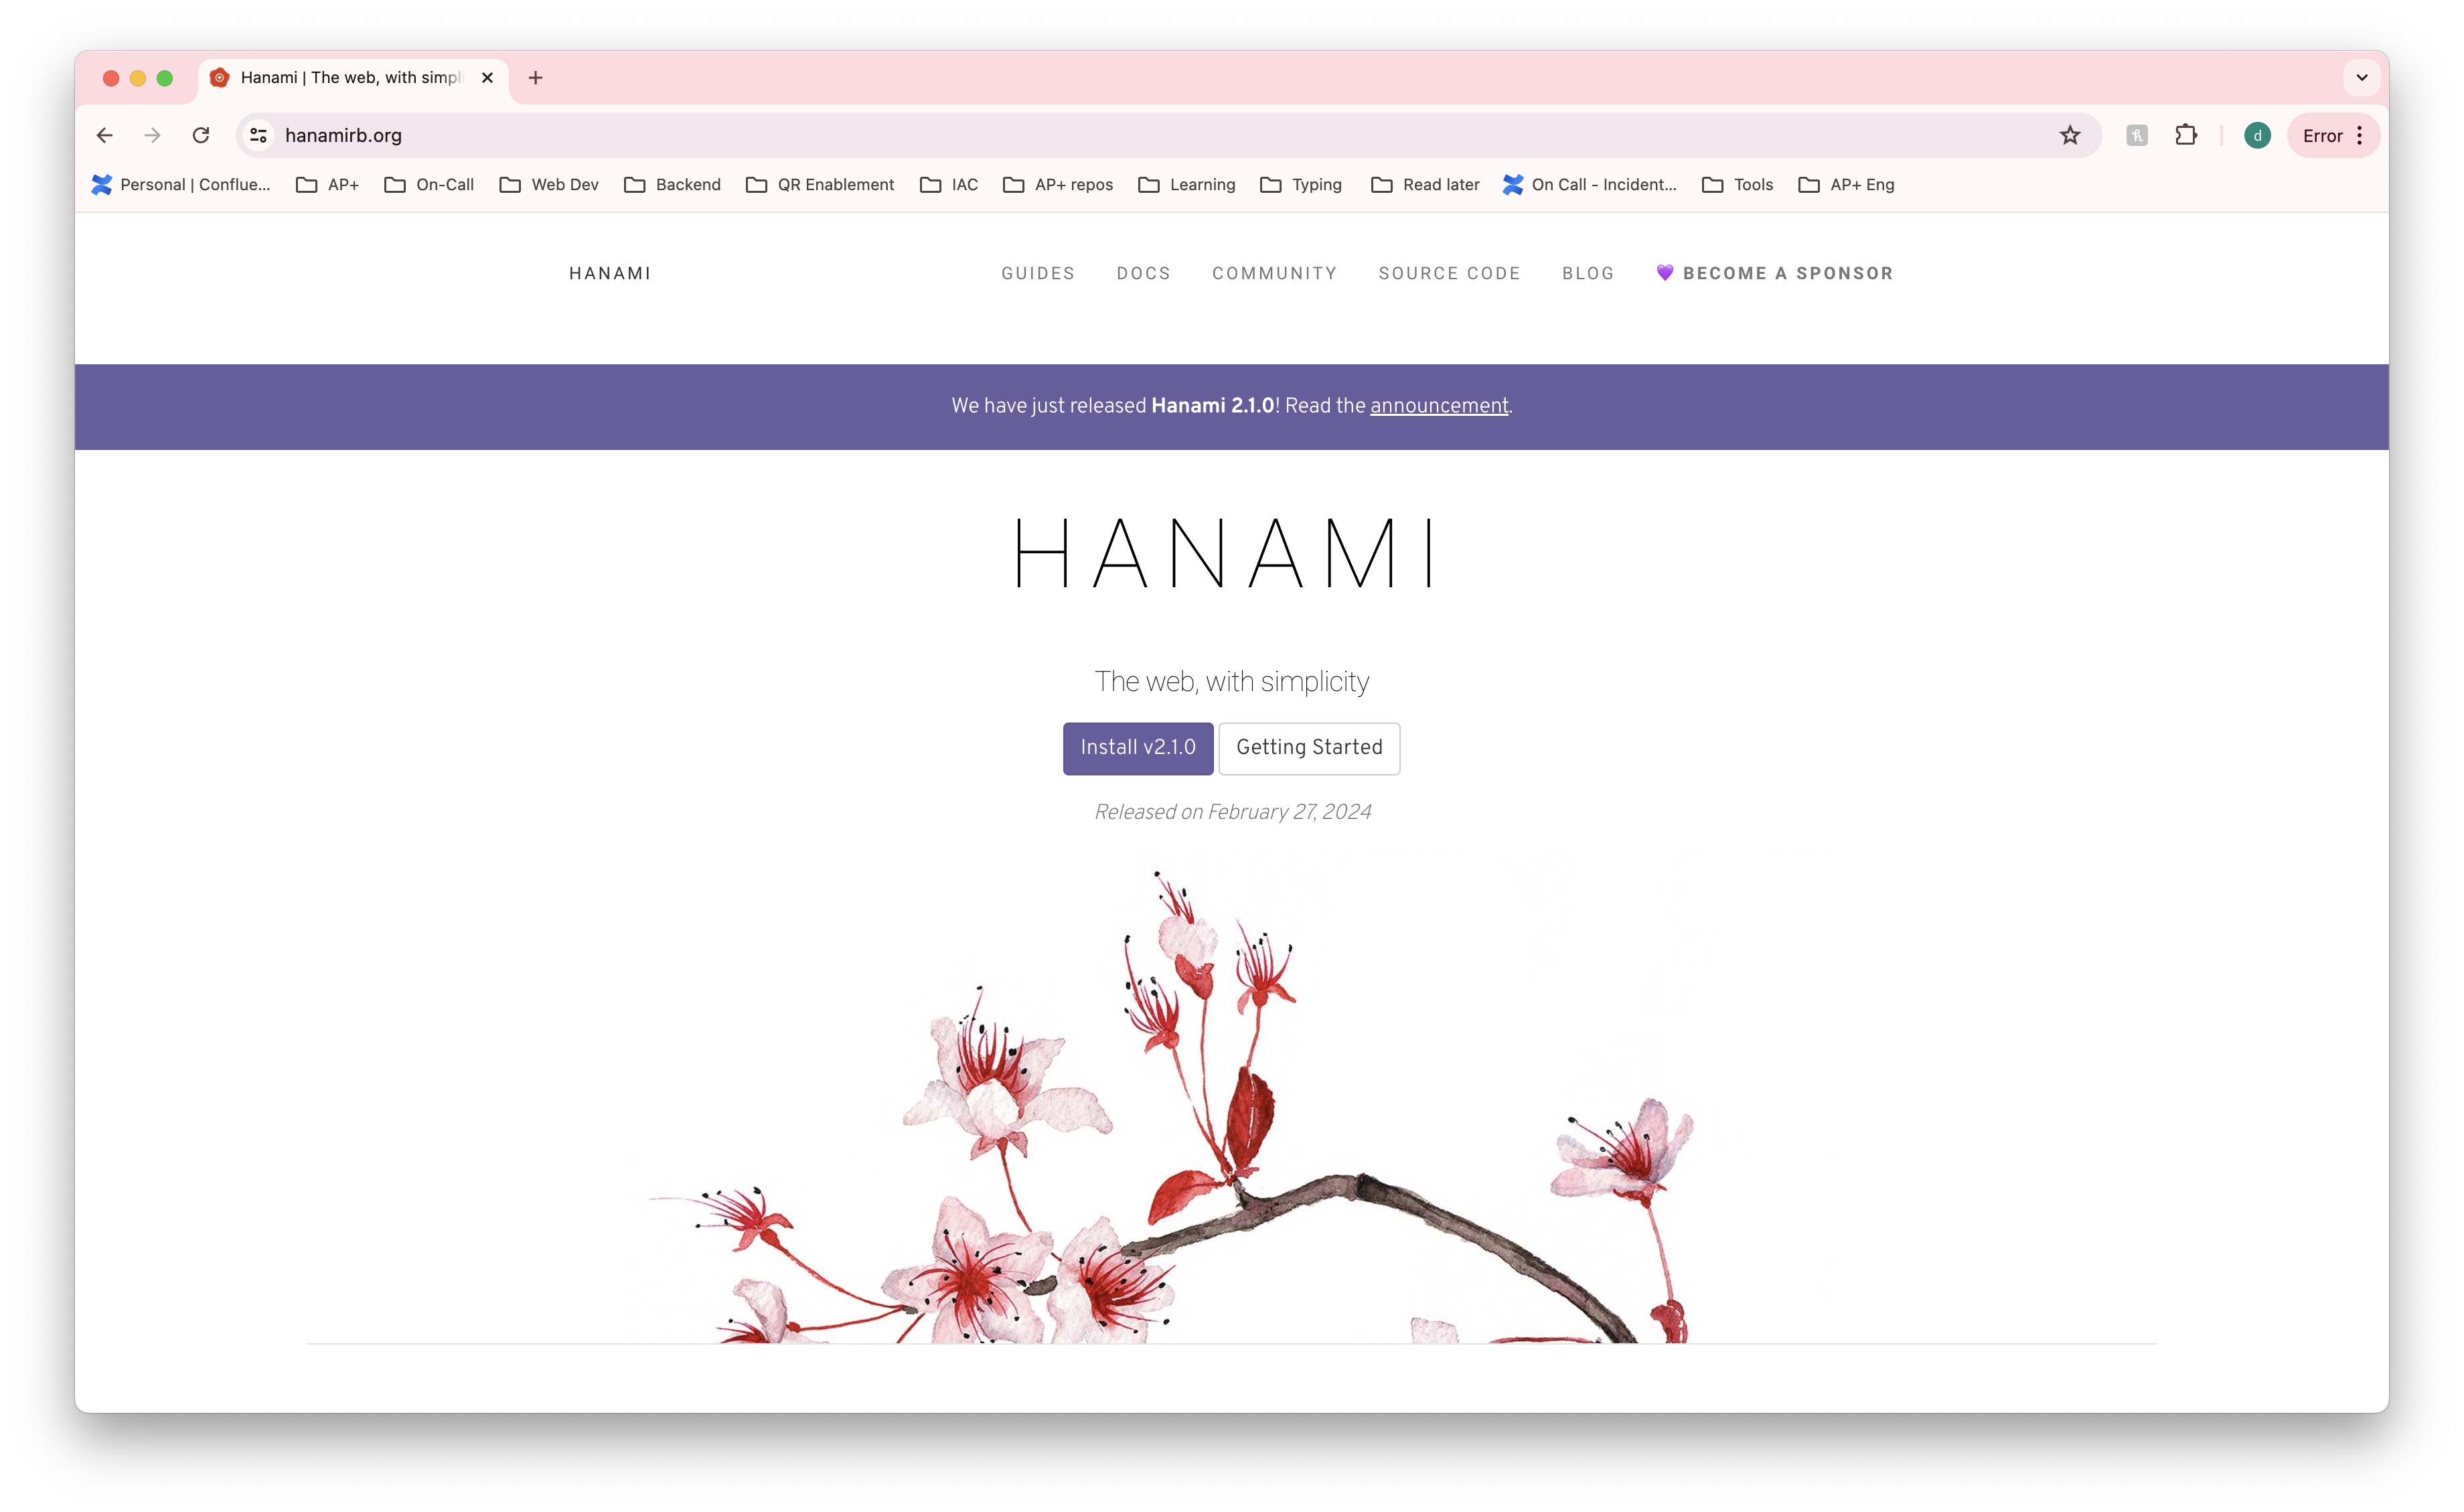 Hanami | The web, with simpli
hanamirb.org
Error
Personal | Conflue... AP+ On-Call Web Dev Backend QR Enablement IAC AP+ repos Learning Typing Read later On Call - Incident... Tools AP+ Eng
HANAMI GUIDES DOCS COMMUNITY SOURCE CODE BLOG 💜 BECOME A SPONSOR
We have just released Hanami 2.1.0! Read the announcement.
HANAMI
The web, with simplicity
Install v2.1.0 Getting Started
Released on February 27, 2024